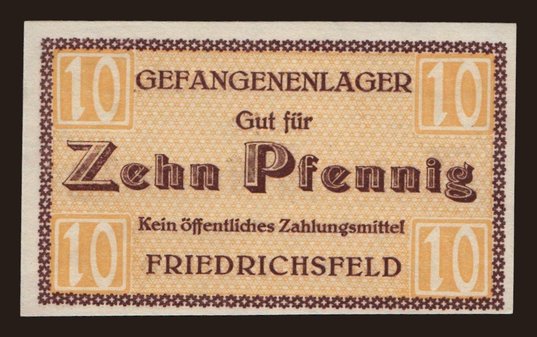 10 10
GEFANGENENLAGER
Gut für
Zehn Pfennig
Kein öffentliches Zahlungsmittel
10 10
FRIEDRICHSFELD